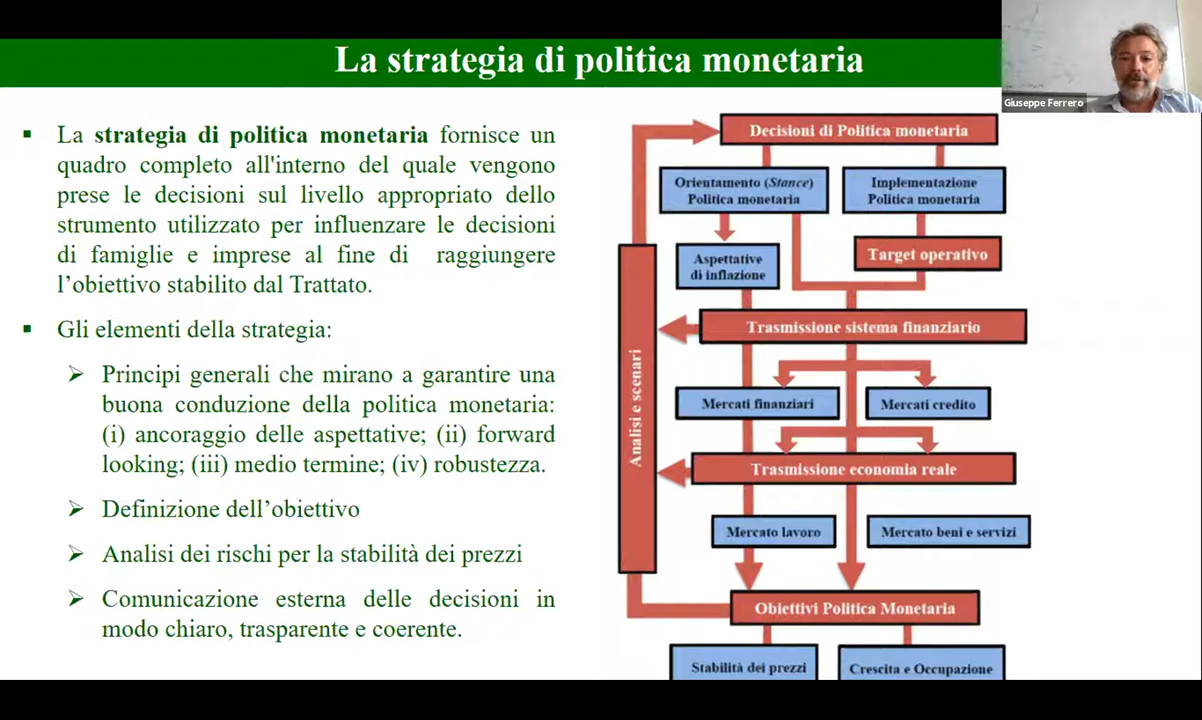 La strategia di politica monetaria
Giuseppe Ferrero
▪ La strategia di politica monetaria fornisce un
quadro completo all'interno del quale vengono
prese le decisioni sul livello appropriato dello
strumento utilizzato per influenzare le decisioni
di famiglie e imprese al fine di raggiungere
l’obiettivo stabilito dal Trattato.
▪ Gli elementi della strategia:
➢ Principi generali che mirano a garantire una
buona conduzione della politica monetaria:
(i) ancoraggio delle aspettative; (ii) forward
looking; (iii) medio termine; (iv) robustezza.
➢ Definizione dell’obiettivo
➢ Analisi dei rischi per la stabilità dei prezzi
➢ Comunicazione esterna delle decisioni in
modo chiaro, trasparente e coerente.
Decisioni di Politica monetaria
Orientamento (Stance)
Politica monetaria
Implementazione
Politica monetaria
Aspettative
di inflazione
Target operativo
Trasmissione sistema finanziario
Analisi e scenari
Mercati finanziari
Mercati credito
Trasmissione economia reale
Mercato lavoro
Mercato beni e servizi
Obiettivi Politica Monetaria
Stabilità dei prezzi
Crescita e Occupazione